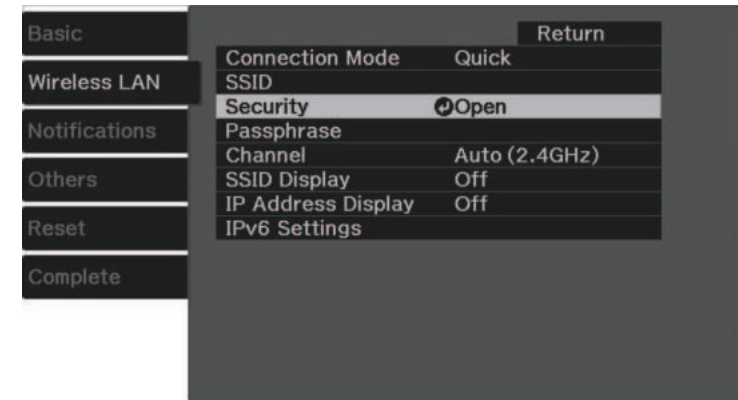 Basic
Wireless LAN
Notifications
Others
Reset
Complete
Return
Connection Mode Quick
SSID
Security Open
Passphrase
Channel Auto (2.4GHz)
SSID Display Off
IP Address Display Off
IPv6 Settings